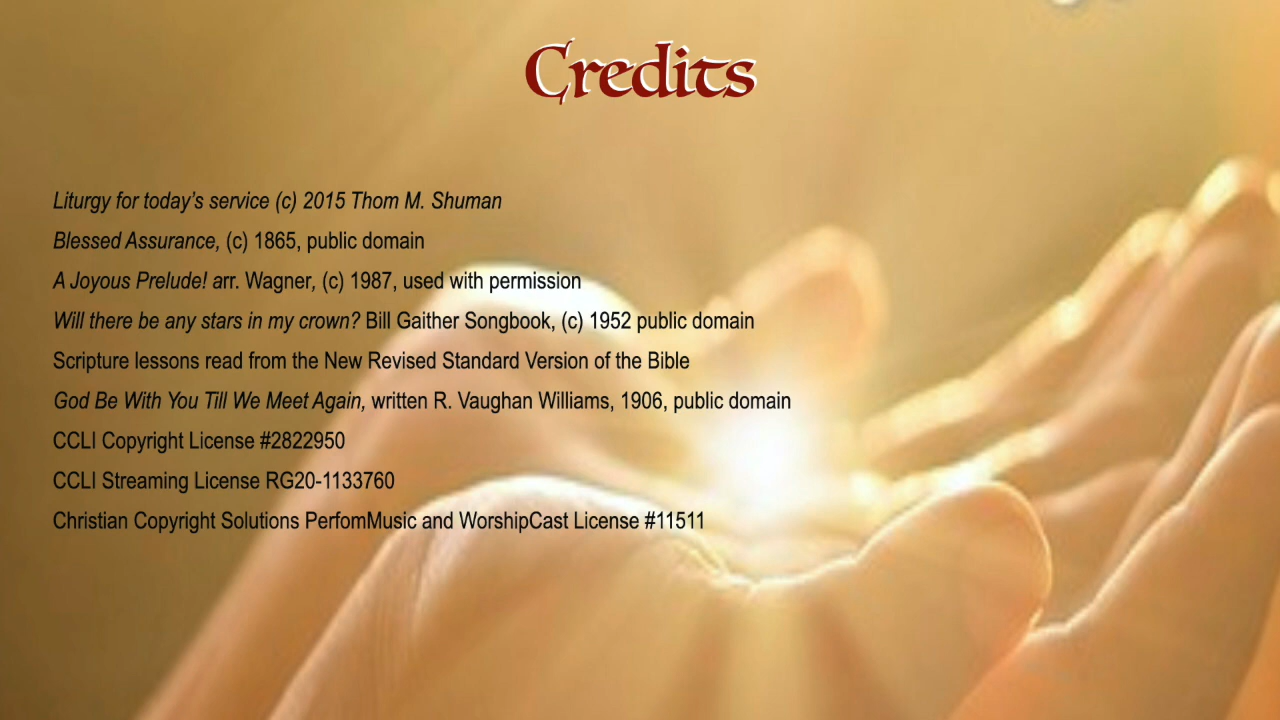 Credits
Liturgy for today’s service (c) 2015 Thom M. Shuman
Blessed Assurance, (c) 1865, public domain
A Joyous Prelude! arr. Wagner, (c) 1987, used with permission
Will there be any stars in my crown? Bill Gaither Songbook, (c) 1952 public domain
Scripture lessons read from the New Revised Standard Version of the Bible
God Be With You Till We Meet Again, written R. Vaughan Williams, 1906, public domain
CCLI Copyright License #2822950
CCLI Streaming License RG20-1133760
Christian Copyright Solutions PerfomMusic and WorshipCast License #11511